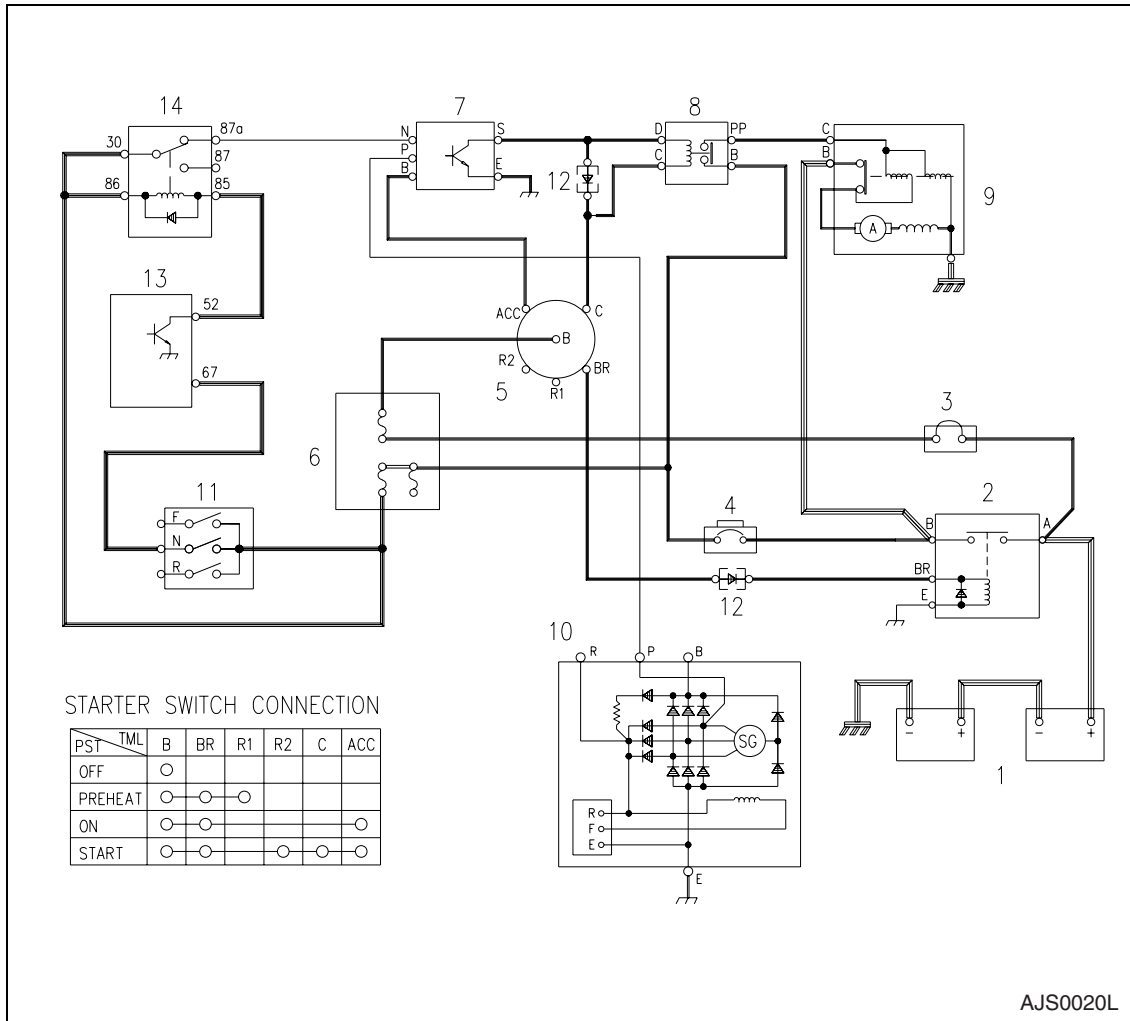 14
7
8
30
87a
N
S
D
PP
C
P
87
B
E
C
B
B
86
85
12
9
A
13
52
ACC
C
B
R2
BR
67
5
R1
3
6
2
11
4
F
B
A
N
R
BR
12
E
10
R
P
B
STARTER SWITCH CONNECTION
SG
- + - +
1
PST TML B BR R1 R2 C ACC
OFF
PREHEAT
ON
START
R
F
E
E
AJS0020L